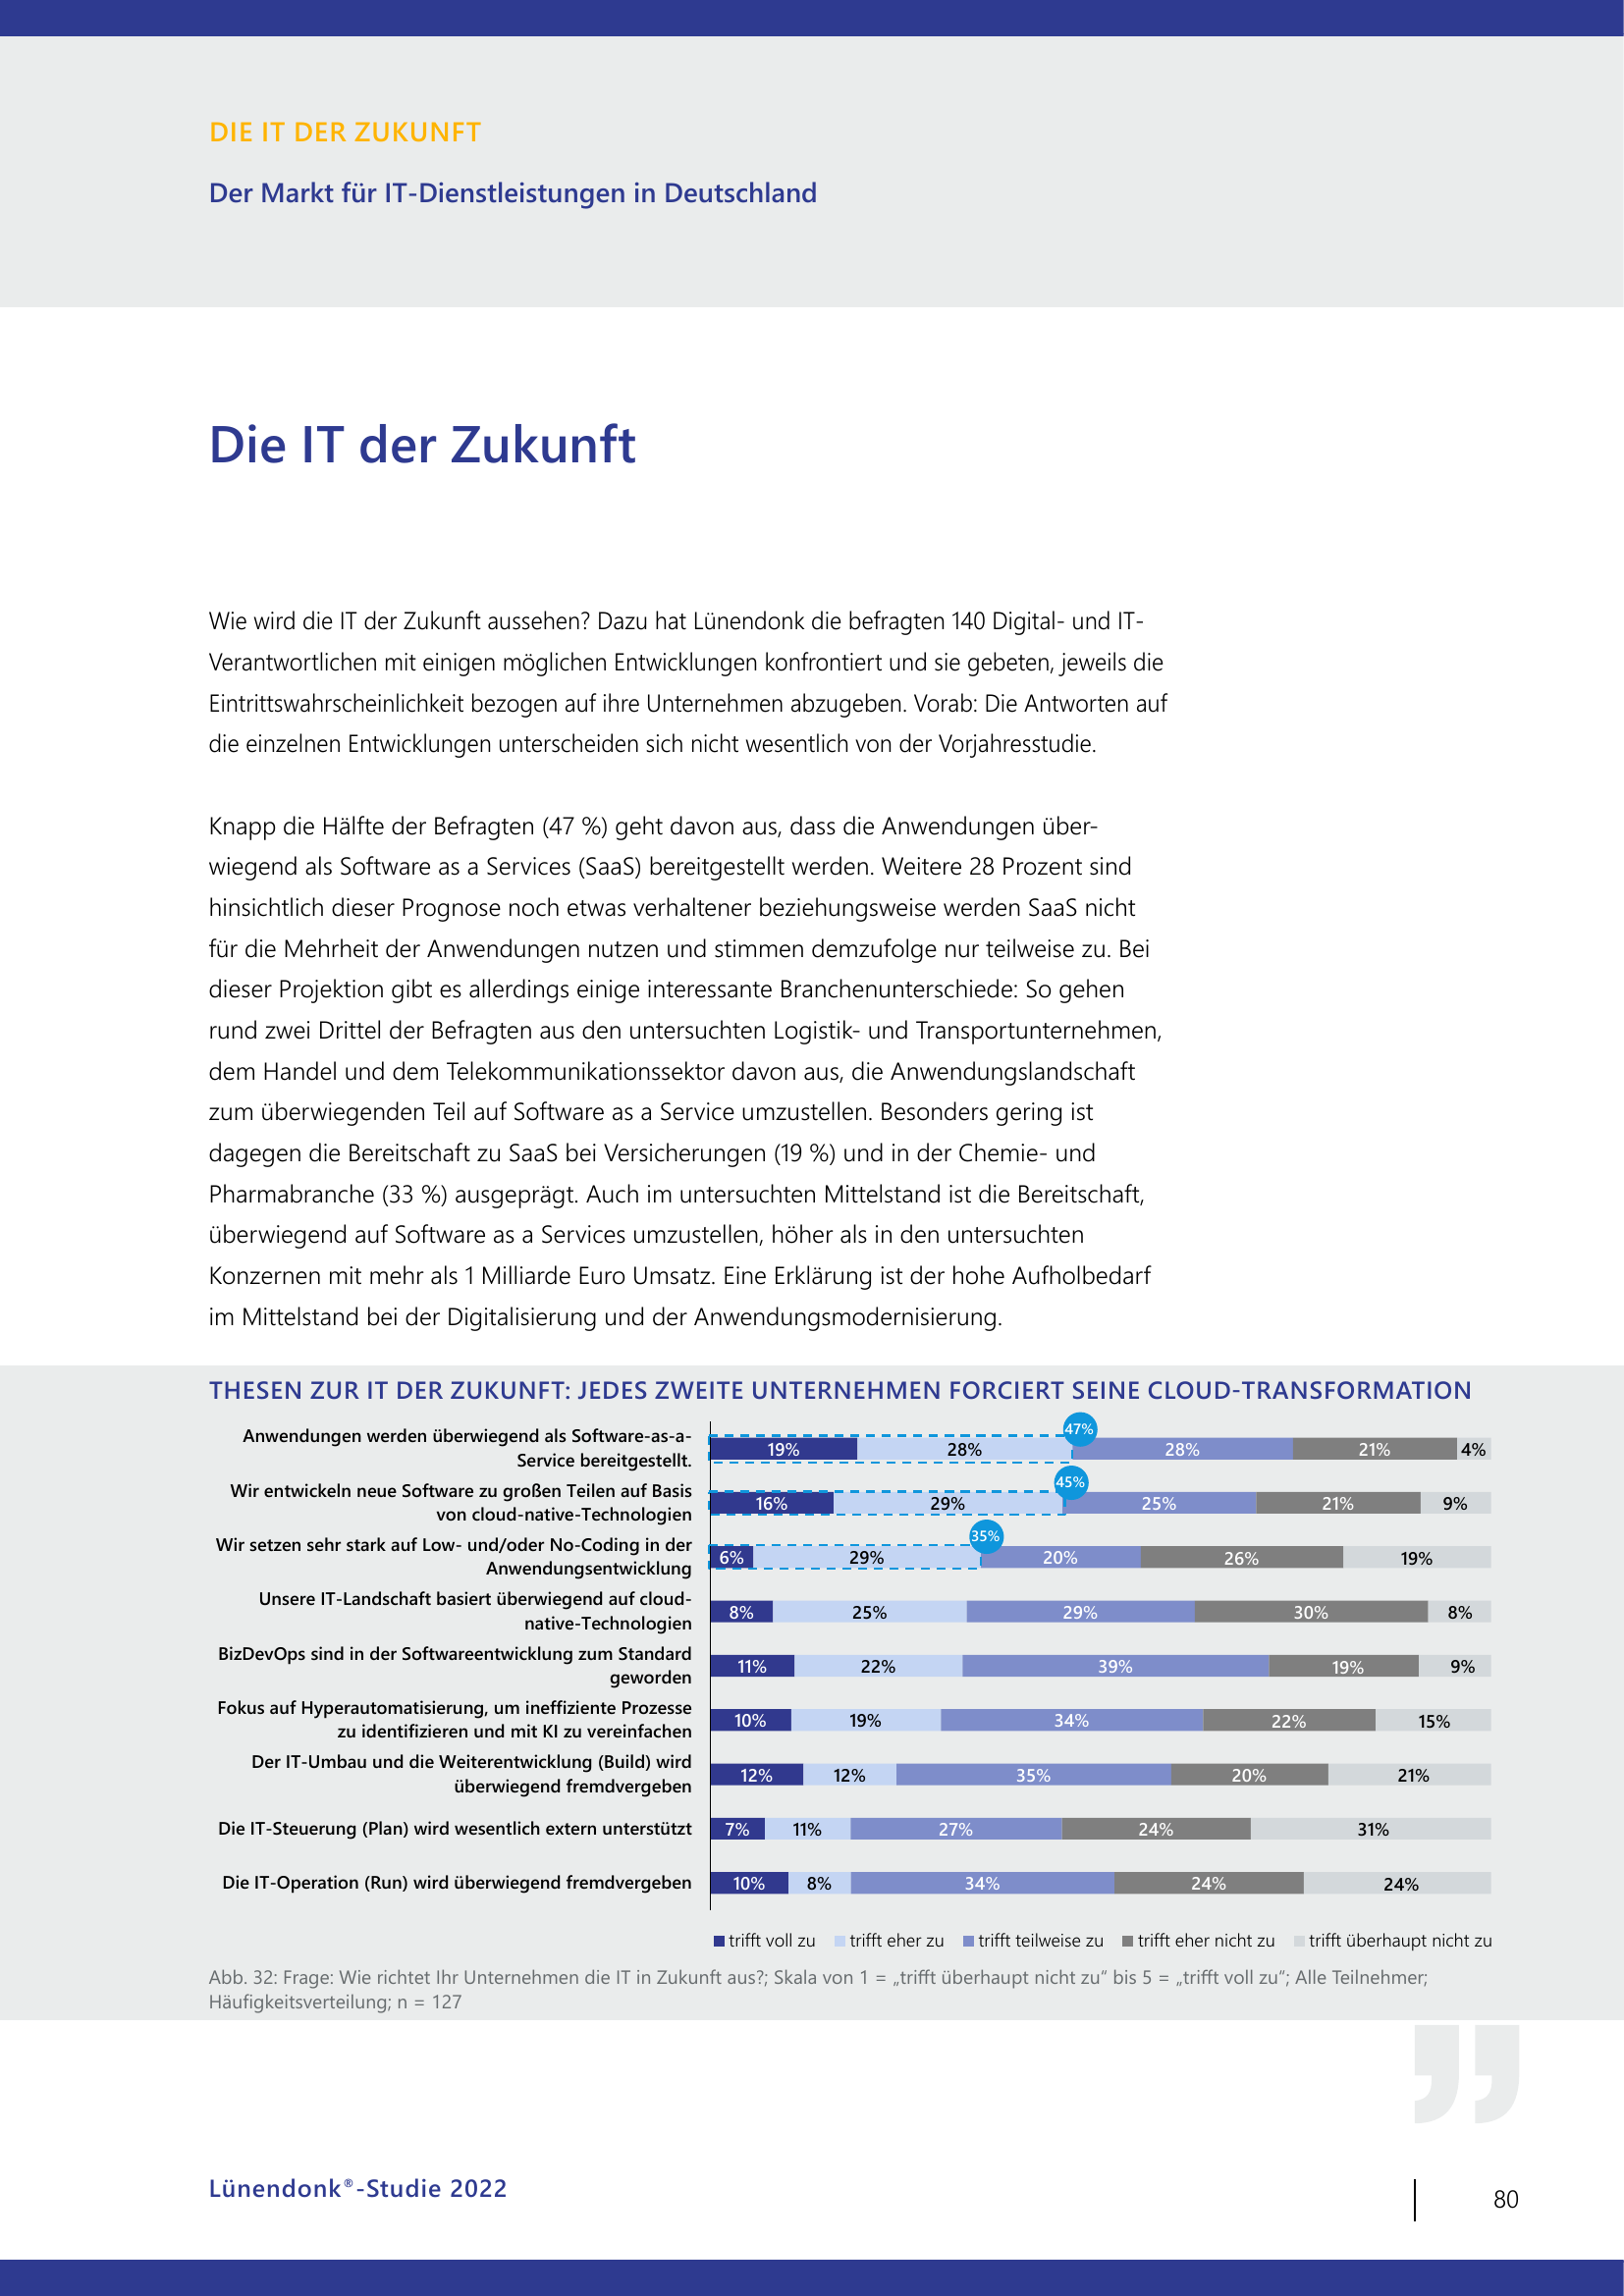 DIE IT DER ZUKUNFT
Der Markt für IT-Dienstleistungen in Deutschland
Die IT der Zukunft
Wie wird die IT der Zukunft aussehen? Dazu hat Lünendonk die befragten 140 Digital- und IT-
Verantwortlichen mit einigen möglichen Entwicklungen konfrontiert und sie gebeten, jeweils die
Eintrittswahrscheinlichkeit bezogen auf ihre Unternehmen abzugeben. Vorab: Die Antworten auf
die einzelnen Entwicklungen unterscheiden sich nicht wesentlich von der Vorjahresstudie.
Knapp die Hälfte der Befragten (47 %) geht davon aus, dass die Anwendungen über-
wiegend als Software as a Services (SaaS) bereitgestellt werden. Weitere 28 Prozent sind
hinsichtlich dieser Prognose noch etwas verhaltener beziehungsweise werden SaaS nicht
für die Mehrheit der Anwendungen nutzen und stimmen demzufolge nur teilweise zu. Bei
dieser Projektion gibt es allerdings einige interessante Branchenunterschiede: So gehen
rund zwei Drittel der Befragten aus den untersuchten Logistik- und Transportunternehmen,
dem Handel und dem Telekommunikationssektor davon aus, die Anwendungslandschaft
zum überwiegenden Teil auf Software as a Service umzustellen. Besonders gering ist
dagegen die Bereitschaft zu SaaS bei Versicherungen (19 %) und in der Chemie- und
Pharmabranche (33 %) ausgeprägt. Auch im untersuchten Mittelstand ist die Bereitschaft,
überwiegend auf Software as a Services umzustellen, höher als in den untersuchten
Konzernen mit mehr als 1 Milliarde Euro Umsatz. Eine Erklärung ist der hohe Aufholbedarf
im Mittelstand bei der Digitalisierung und der Anwendungsmodernisierung.
THESEN ZUR IT DER ZUKUNFT: JEDES ZWEITE UNTERNEHMEN FORCIERT SEINE CLOUD-TRANSFORMATION
Anwendungen werden überwiegend als Software-as-a-
Service bereitgestellt.
19% 28% 47% 28% 21% 4%
Wir entwickeln neue Software zu großen Teilen auf Basis
von cloud-native-Technologien
16% 29% 45% 25% 21% 9%
Wir setzen sehr stark auf Low- und/oder No-Coding in der
Anwendungsentwicklung
6% 29% 35% 20% 26% 19%
Unsere IT-Landschaft basiert überwiegend auf cloud-
native-Technologien
8% 25% 29% 30% 8%
BizDevOps sind in der Softwareentwicklung zum Standard
geworden
11% 22% 39% 19% 9%
Fokus auf Hyperautomatisierung, um ineffiziente Prozesse
zu identifizieren und mit KI zu vereinfachen
10% 19% 34% 22% 15%
Der IT-Umbau und die Weiterentwicklung (Build) wird
überwiegend fremdvergeben
12% 12% 35% 20% 21%
Die IT-Steuerung (Plan) wird wesentlich extern unterstützt
7% 11% 27% 24% 31%
Die IT-Operation (Run) wird überwiegend fremdvergeben
10% 8% 34% 24% 24%
trifft voll zu trifft eher zu trifft teilweise zu trifft eher nicht zu trifft überhaupt nicht zu
Abb. 32: Frage: Wie richtet Ihr Unternehmen die IT in Zukunft aus?; Skala von 1 = „trifft überhaupt nicht zu“ bis 5 = „trifft voll zu“; Alle Teilnehmer;
Häufigkeitsverteilung; n = 127
Lünendonk®-Studie 2022
80